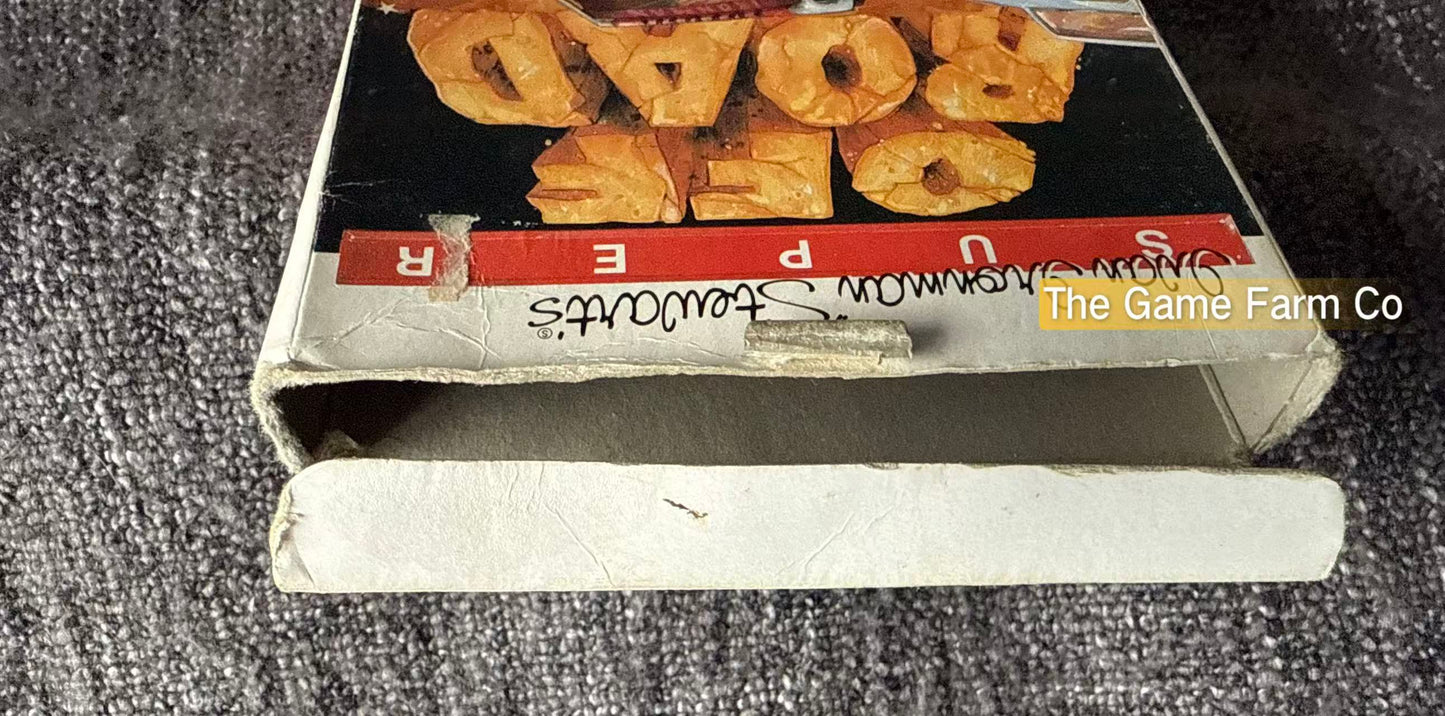 Ivan "Ironman" Stewart's
SUPER
OFF
ROAD
The Game Farm Co